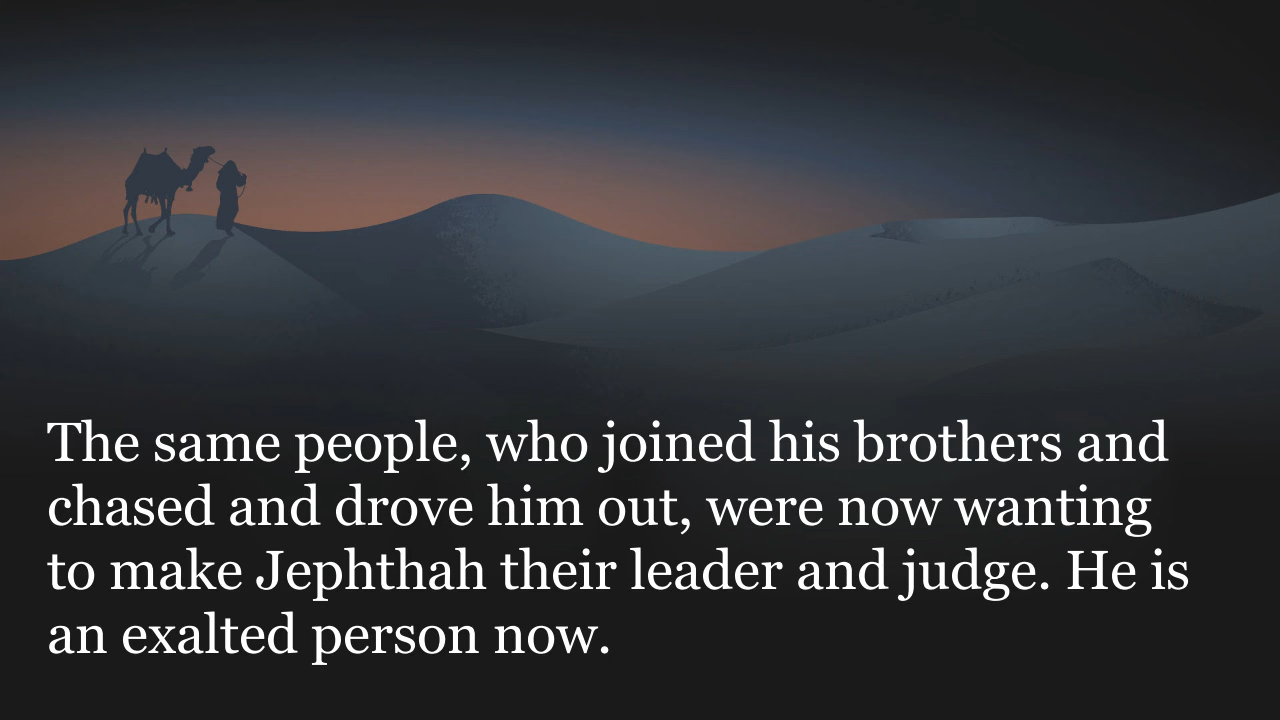 The same people, who joined his brothers and
chased and drove him out, were now wanting
to make Jephthah their leader and judge. He is
an exalted person now.